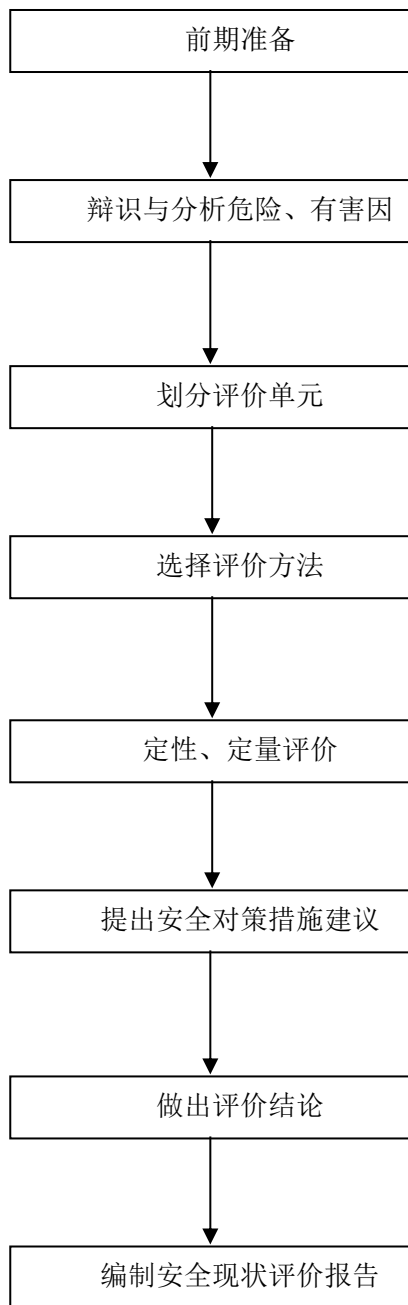 前期准备
辩识与分析危险、有害因
划分评价单元
选择评价方法
定性、定量评价
提出安全对策措施建议
做出评价结论
编制安全现状评价报告